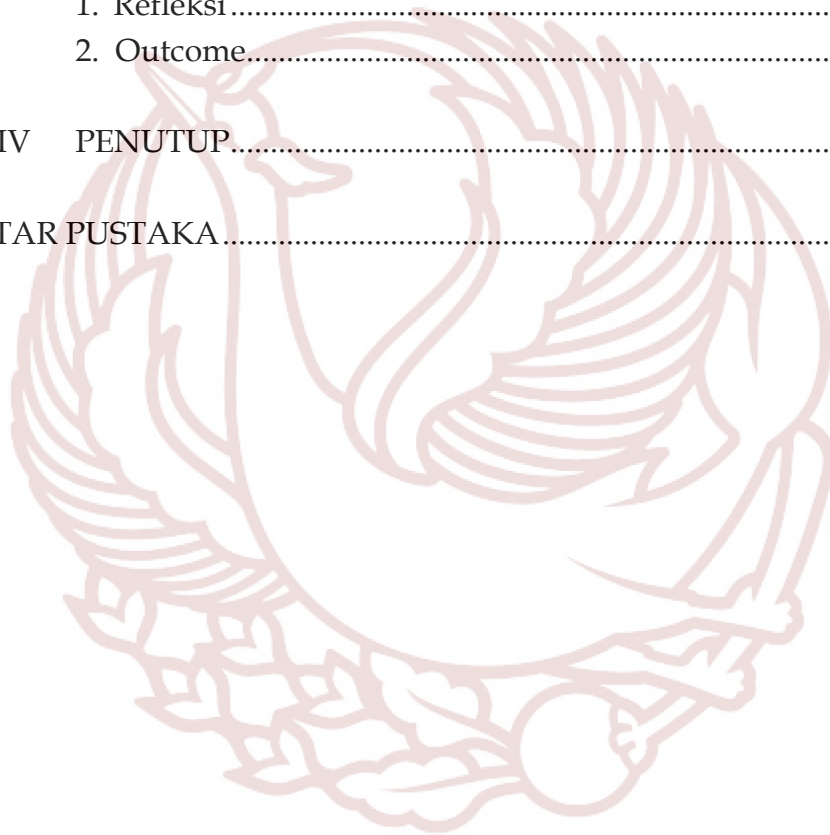 1. Refleksi................................................................................
2. Outcome..............................................................................
IV PENUTUP................................................................................
TAR PUSTAKA.................................................................................